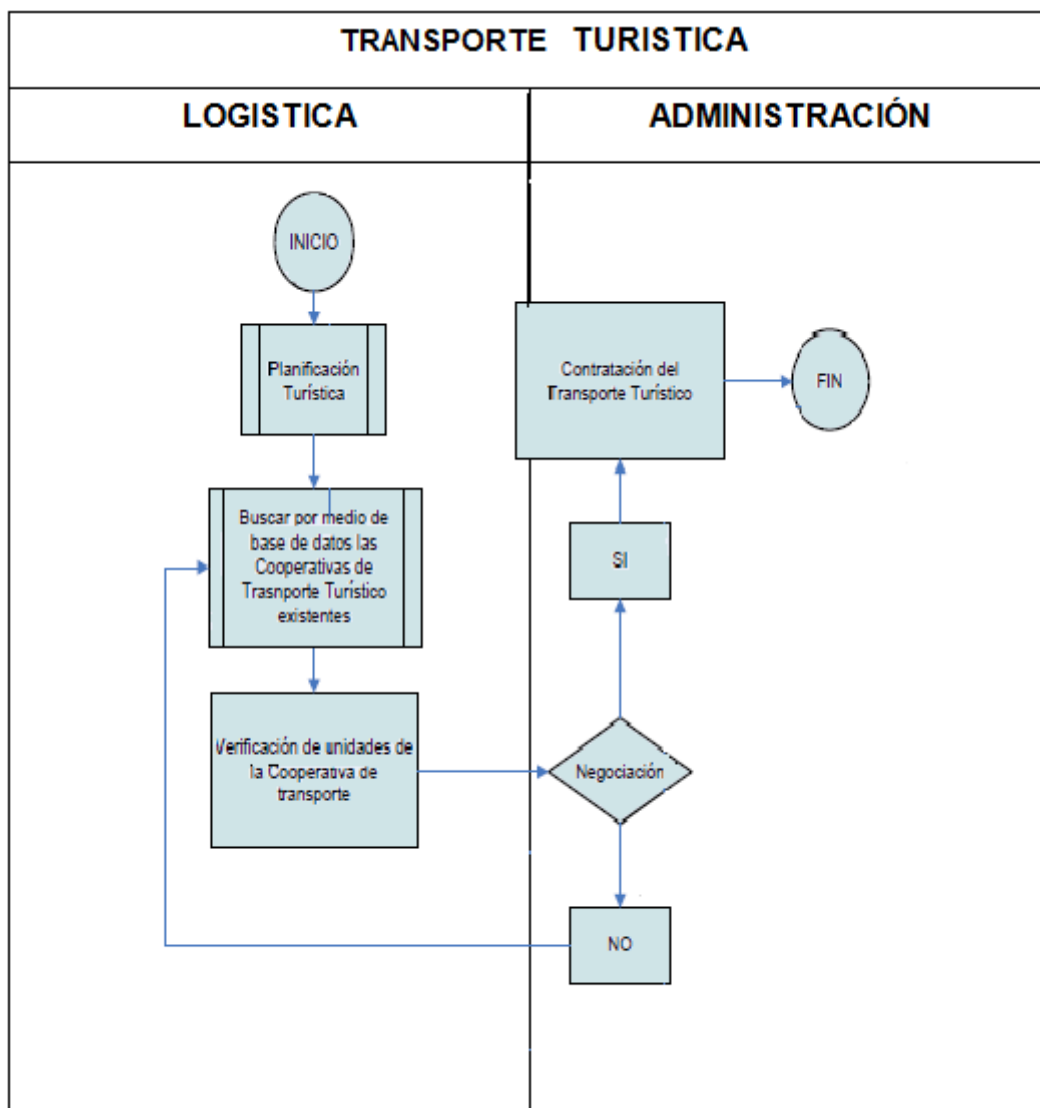 TRANSPORTE TURISTICA
LOGISTICA
ADMINISTRACIÓN
INICIO
Planificación
Turística
Buscar por medio de
base de datos las
Cooperativas de
Trasnporte Turístico
existentes
Verificación de unidades de
la Cooperativa de
transporte
Negociación
SI
Contratación del
Transporte Turístico
FIN
NO